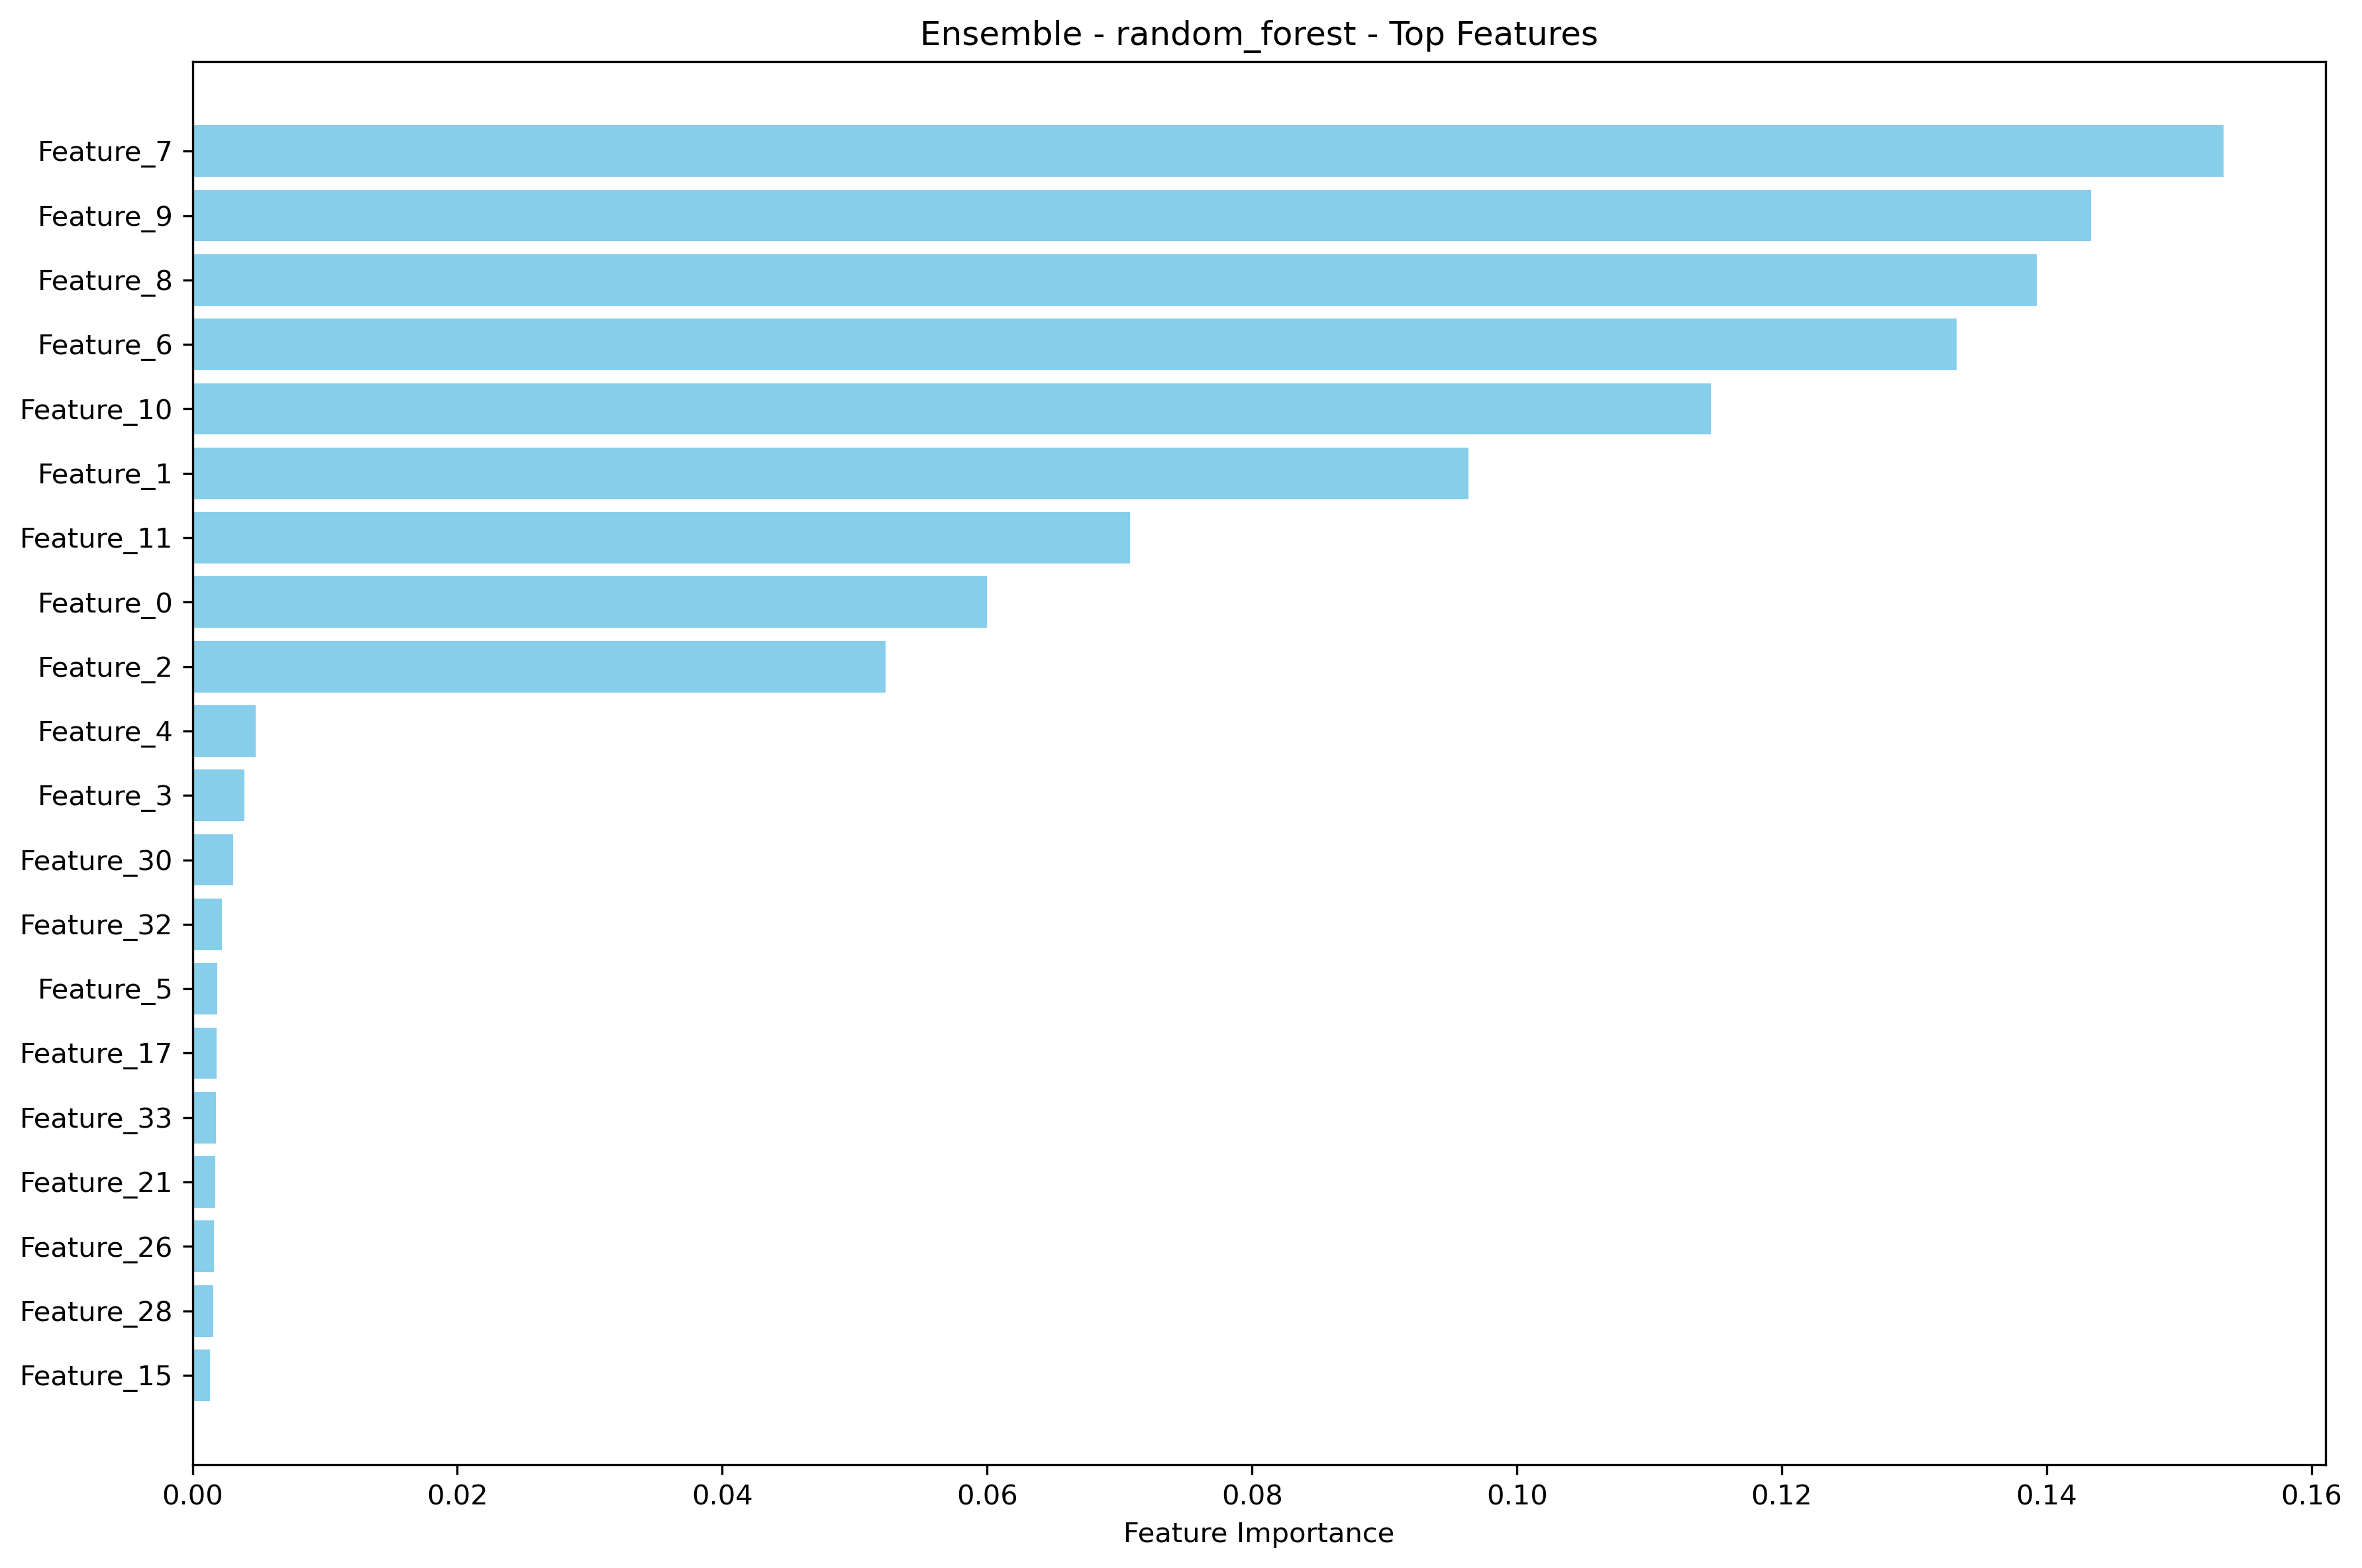 Ensemble - random_forest - Top Features
Feature_7
Feature_9
Feature_8
Feature_6
Feature_10
Feature_1
Feature_11
Feature_0
Feature_2
Feature_4
Feature_3
Feature_30
Feature_32
Feature_5
Feature_17
Feature_33
Feature_21
Feature_26
Feature_28
Feature_15
0.00 0.02 0.04 0.06 0.08 0.10 0.12 0.14 0.16
Feature Importance